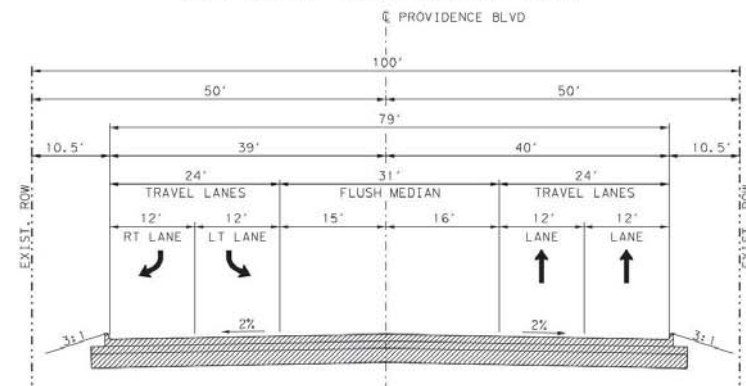 ℄ PROVIDENCE BLVD
100'
50' 50'
79'
10.5' 39' 40' 10.5'
24' 31' 24'
TRAVEL LANES FLUSH MEDIAN TRAVEL LANES
12' 12' 15' 16' 12' 12'
RT LANE LT LANE LANE LANE
EXIST. ROW
EXIST. ROW
2% 2%
3:1 3:1